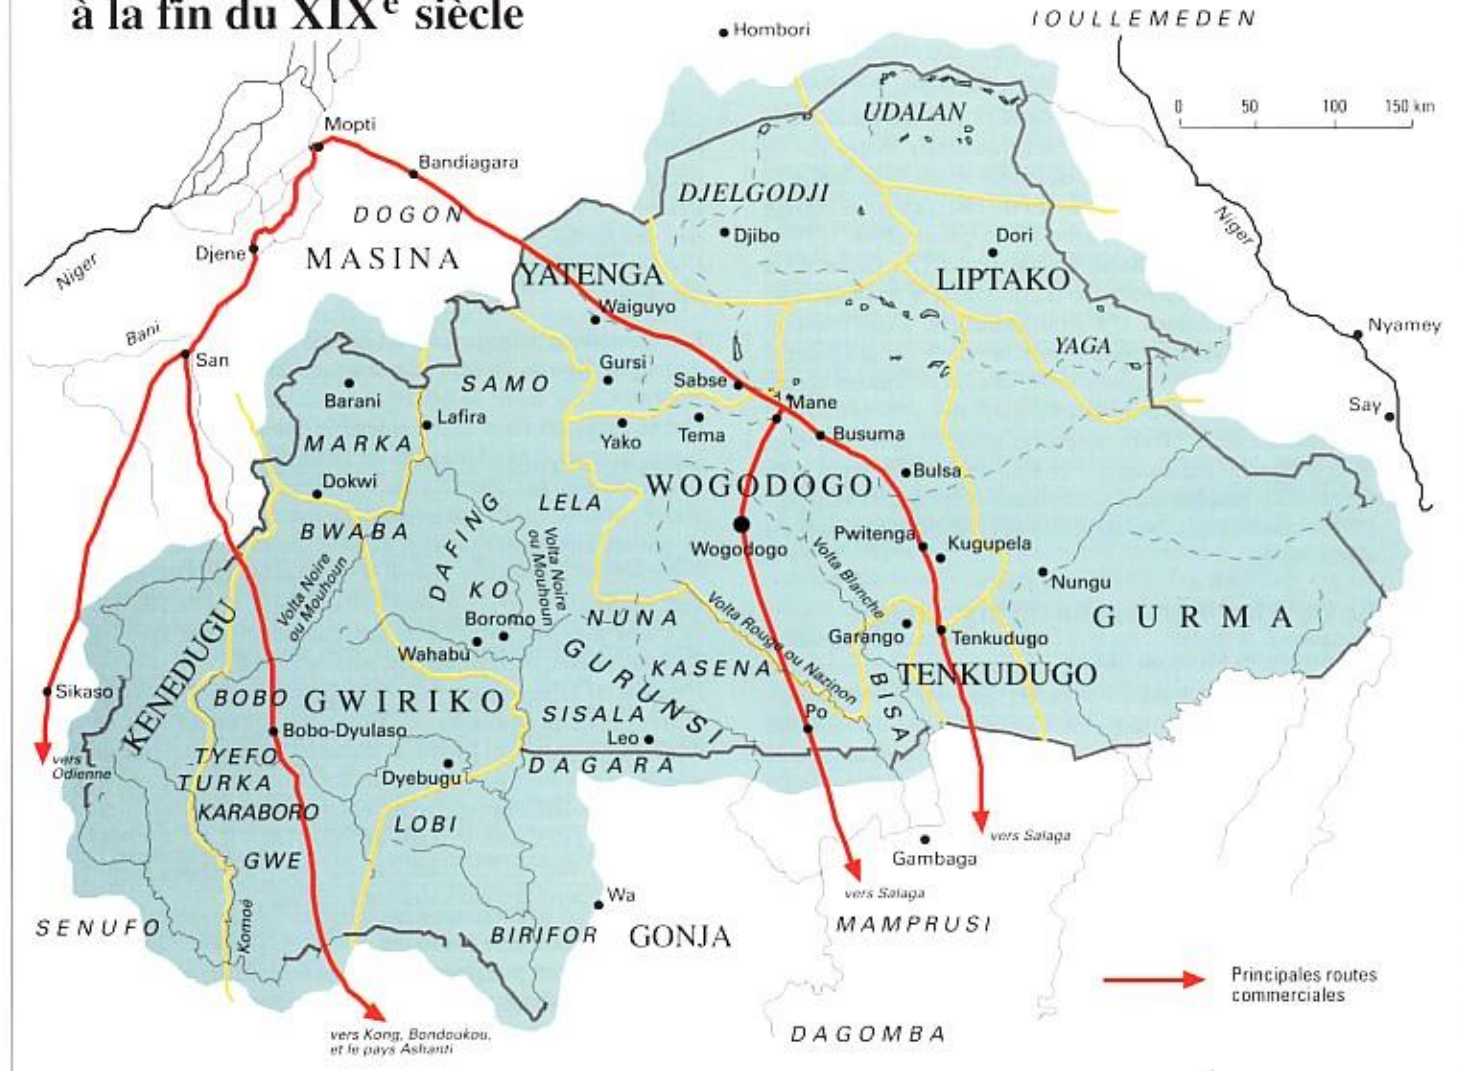 à la fin du XIXe siècle
IOULLEMEDEN
Hombori
0 50 100 150 km
UDALAN
Mopti
Bandiagara
DJELGODJI
DOGON
Djibo
Dori
Niger
Djene
MASINA
Niger
YATENGA
LIPTAKO
Waiguyo
Bani
Nyamey
YAGA
San
Gursi
SAMO
Sabse
Barani
Mane
Say
Lafira
MARKA
Yako
Tema
Busuma
Bulsa
Dokwi
WOGODOGO
LELA
DAFING
BWABA
Pwitenga
Kugupela
Wogodogo
Volta Noire
ou Mouhoun
Volta Noire
ou Mouhoun
Volta Blanche
KO
Nungu
Boromo
NUNA
Volta Rouge ou Nazinon
GURMA
Garango
Tenkudugo
Wahabu
GURUNSI
KASENA
TENKUDUGO
KENEDUGU
Sikaso
BOBO
GWIRIKO
BISA
SISALA
Po
Bobo-Dyulaso
Leo
vers
Odienne
TYEFO
DAGARA
TURKA
Dyebugu
KARABORO
LOBI
vers Salaga
GWE
Gambaga
Wa
vers Salaga
SENUFO
Komoé
BIRIFOR
GONJA
MAMPRUSI
Principales routes
commerciales
vers Kong, Bondoukou,
et le pays Ashanti
DAGOMBA